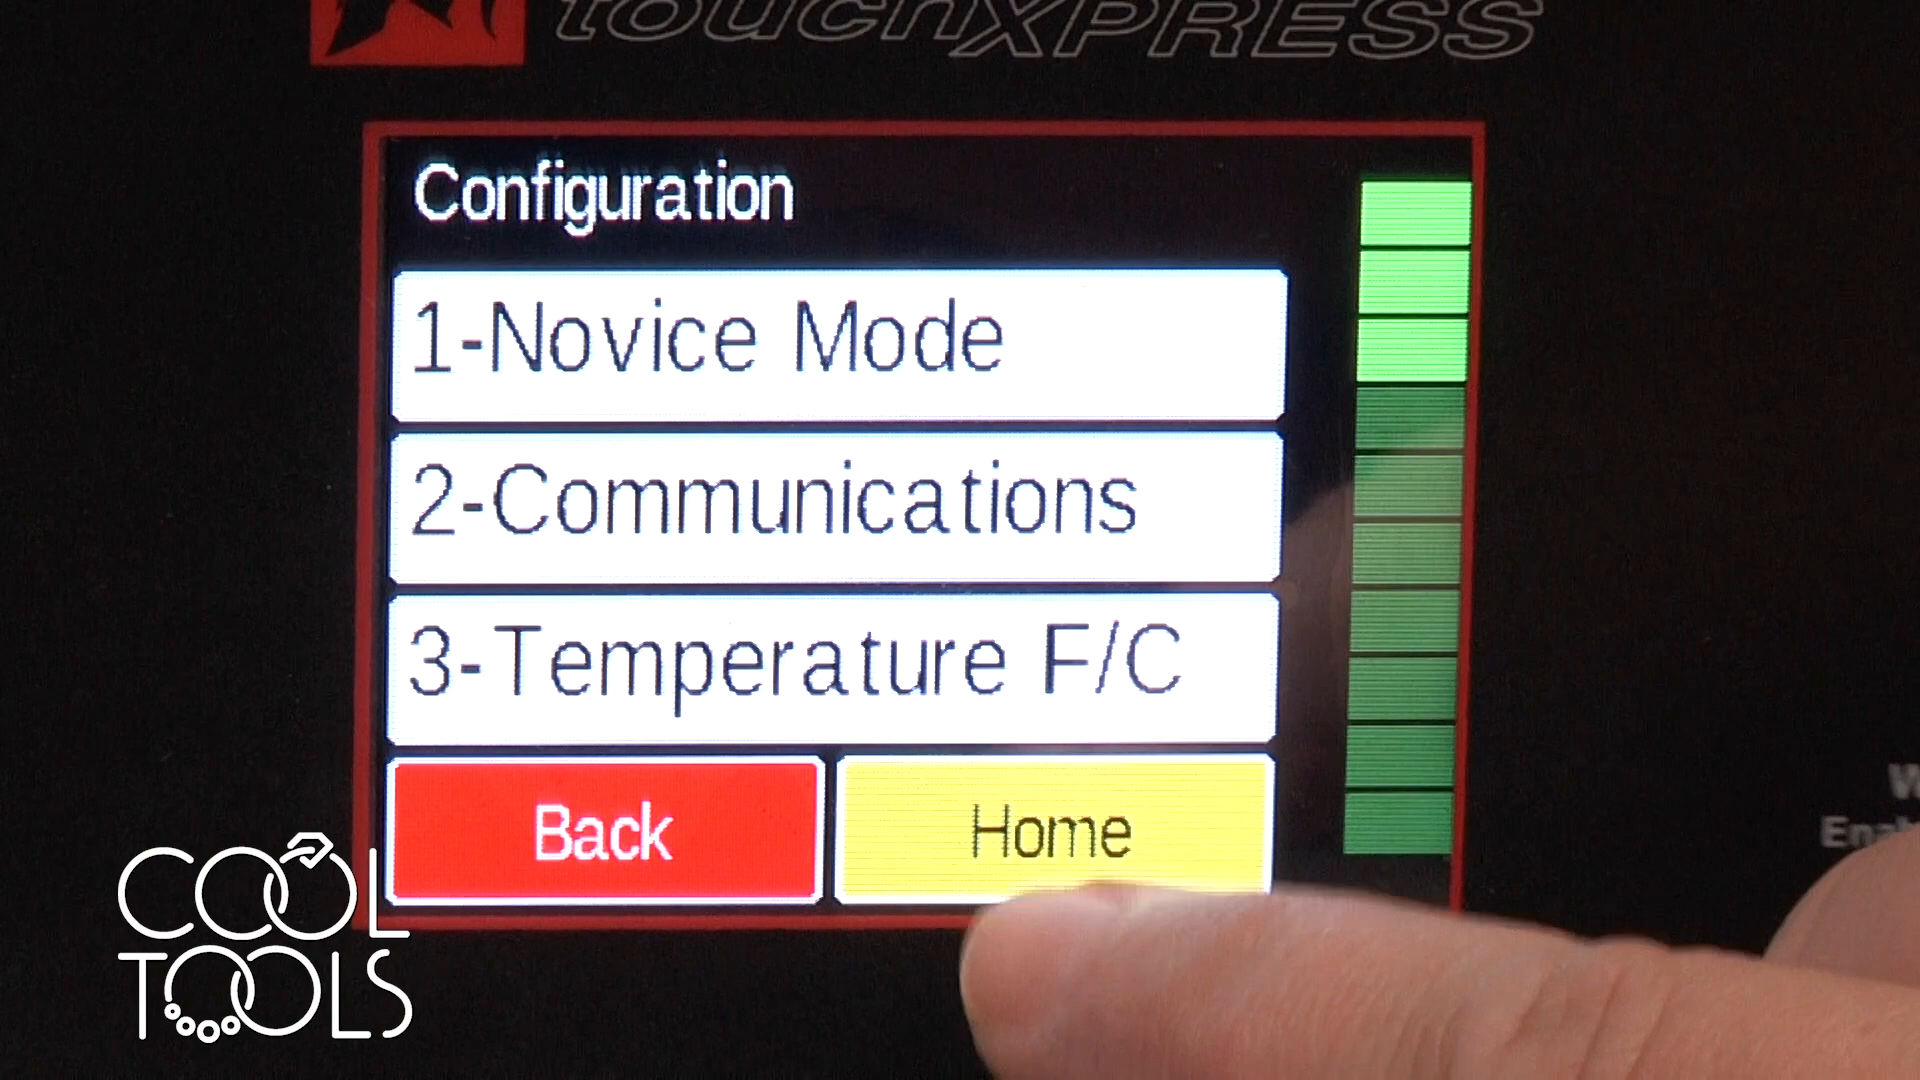 touchXPRESS
Configuration
1-Novice Mode
2-Communications
3-Temperature F/C
Back
Home
COOL
TOOLS